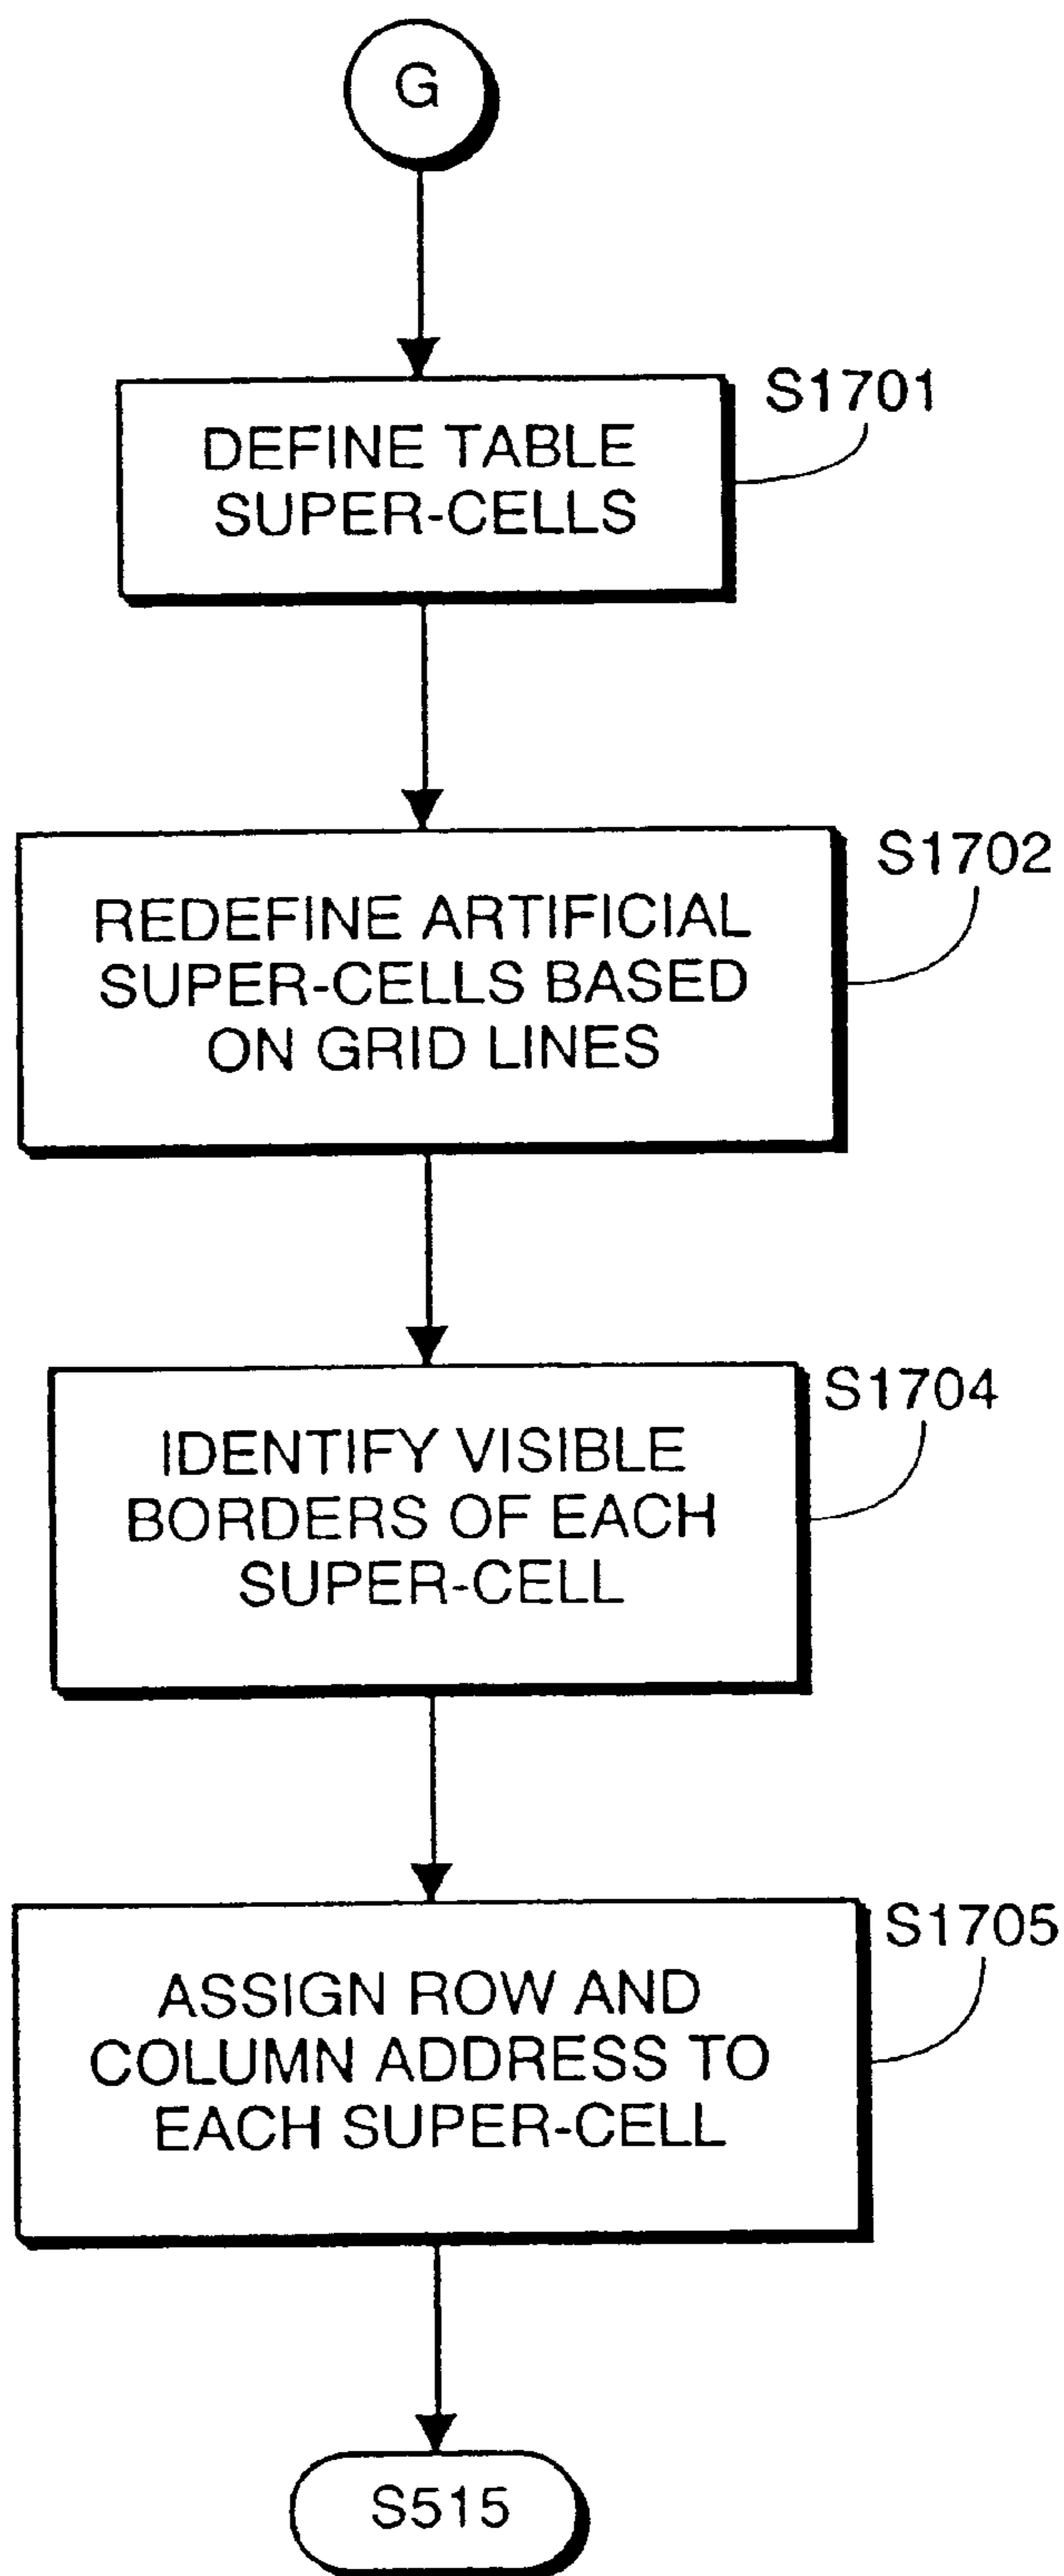 G
S1701
DEFINE TABLE
SUPER-CELLS
S1702
REDEFINE ARTIFICIAL
SUPER-CELLS BASED
ON GRID LINES
S1704
IDENTIFY VISIBLE
BORDERS OF EACH
SUPER-CELL
S1705
ASSIGN ROW AND
COLUMN ADDRESS TO
EACH SUPER-CELL
S515